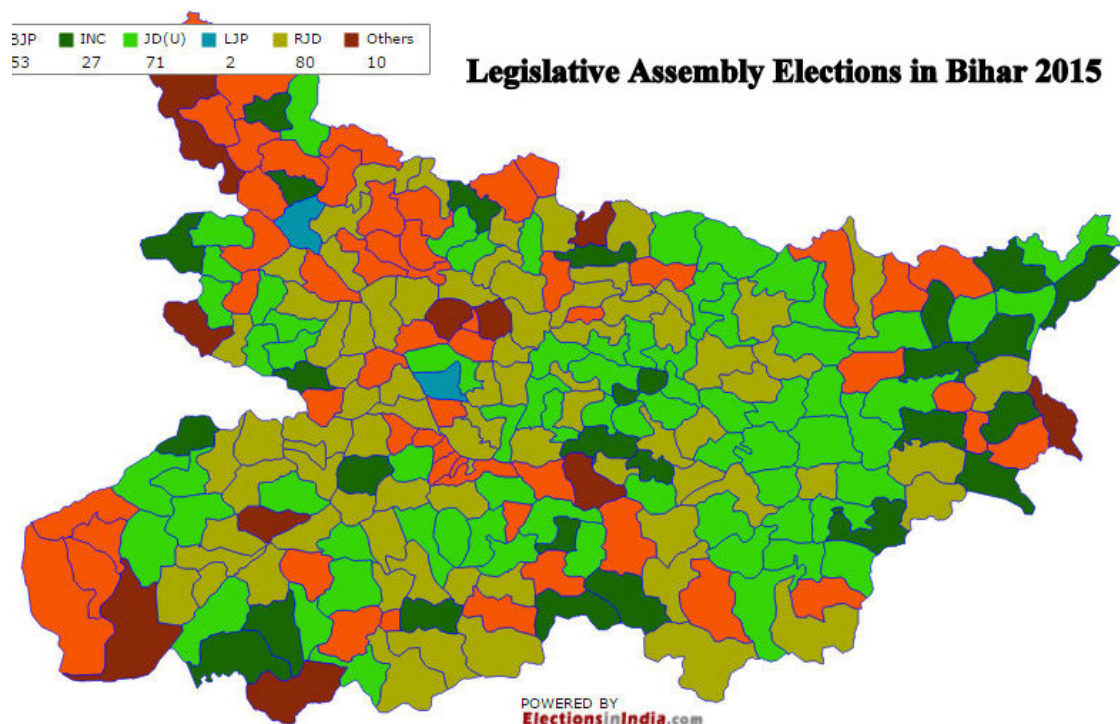 BJP INC JD(U) LJP RJD Others
53 27 71 2 80 10
Legislative Assembly Elections in Bihar 2015
POWERED BY
ElectionsinIndia.com